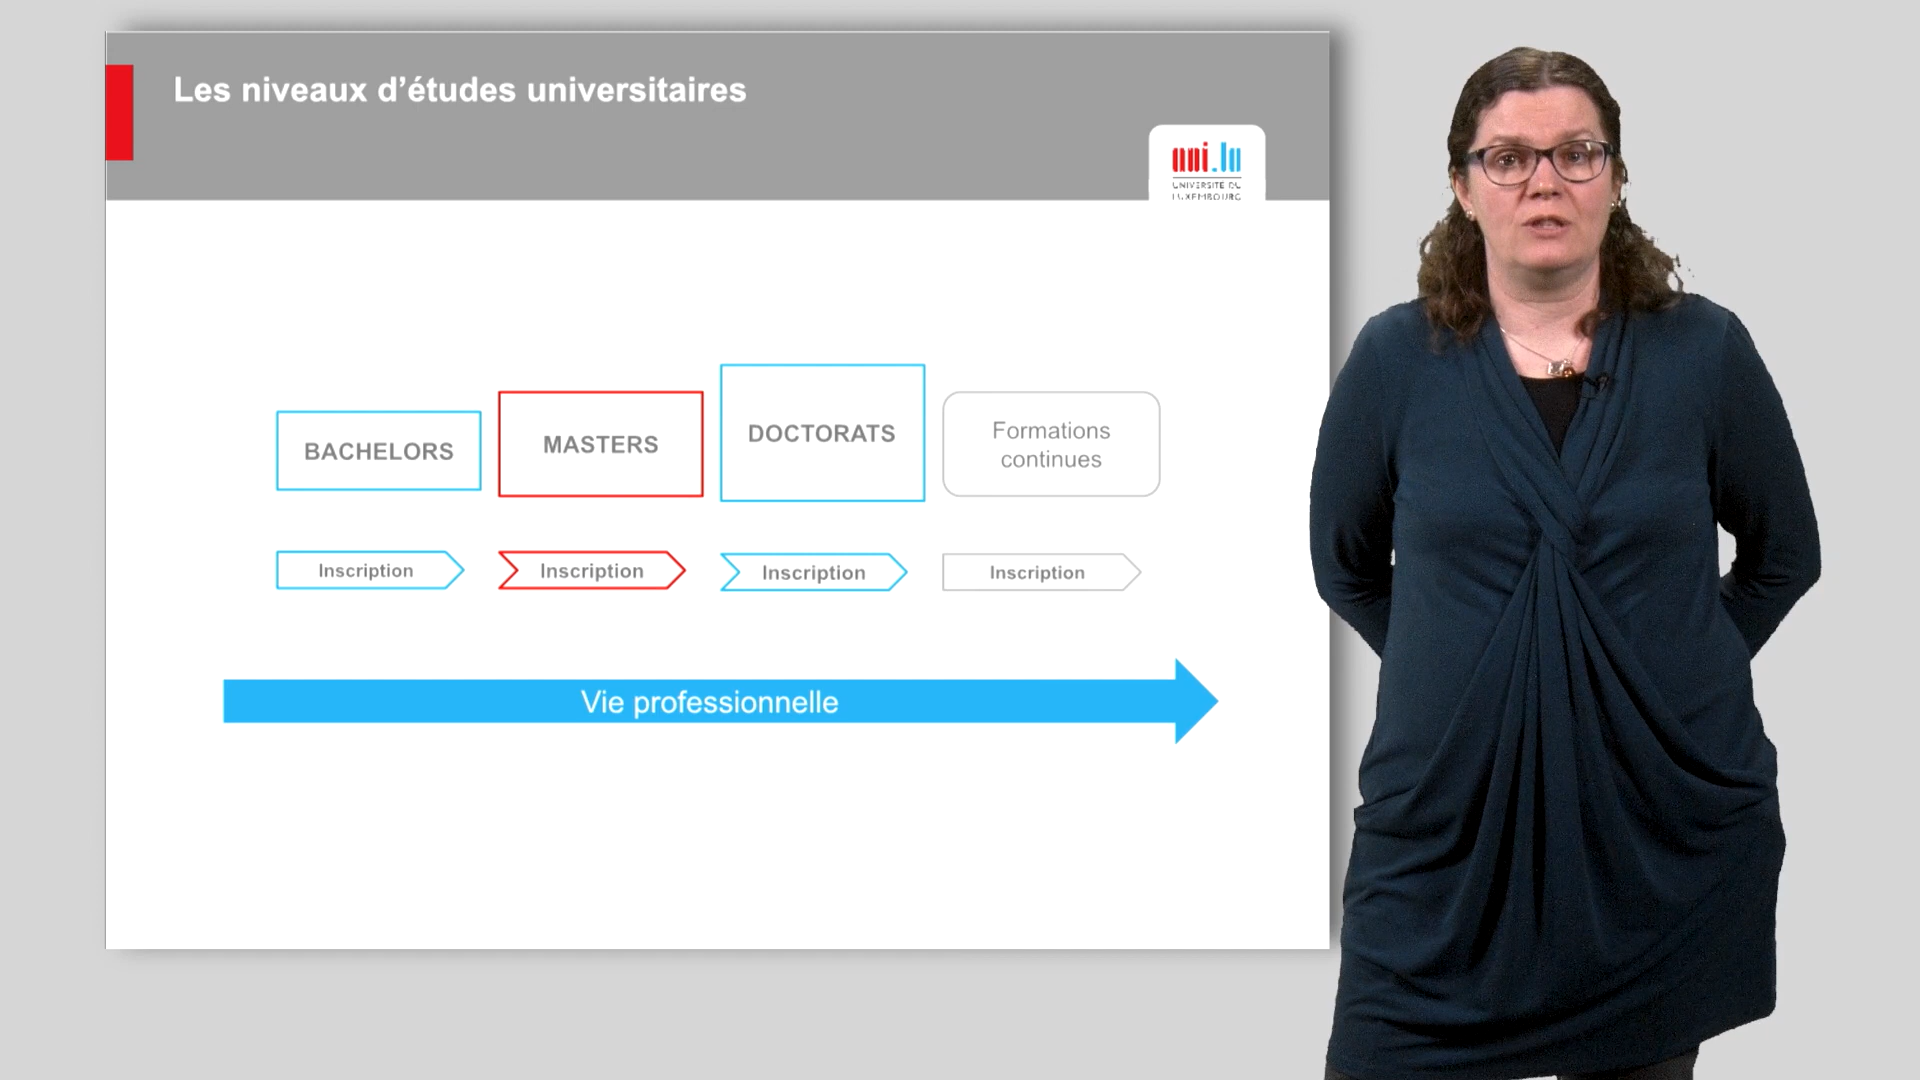 Les niveaux d’études universitaires
uni.lu
UNIVERSITÉ DU
LUXEMBOURG
BACHELORS
MASTERS
DOCTORATS
Formations
continues
Inscription
Inscription
Inscription
Inscription
Vie professionnelle